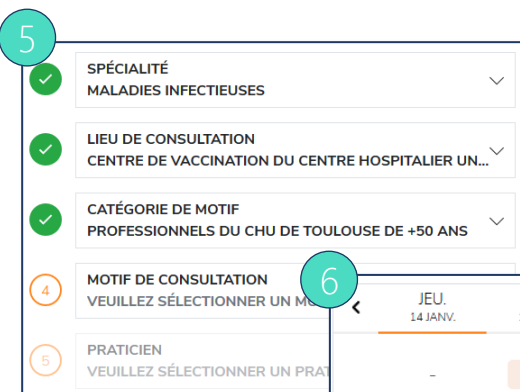 5
SPÉCIALITÉ
MALADIES INFECTIEUSES
LIEU DE CONSULTATION
CENTRE DE VACCINATION DU CENTRE HOSPITALIER UN...
CATÉGORIE DE MOTIF
PROFESSIONNELS DU CHU DE TOULOUSE DE +50 ANS
4
MOTIF DE CONSULTATION
VEUILLEZ SÉLECTIONNER UN
5
PRATICIEN
VEUILLEZ SÉLECTIONNER UN
6
JEU.
14 JANV.
-